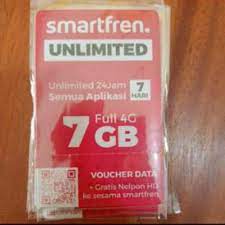 smartfren.
UNLIMITED
Unlimited 24Jam
Semua Aplikasi
7
HARI
Full 4G
7 GB
VOUCHER DATA
+ Gratis Nelpon HD
ke sesama smartfren